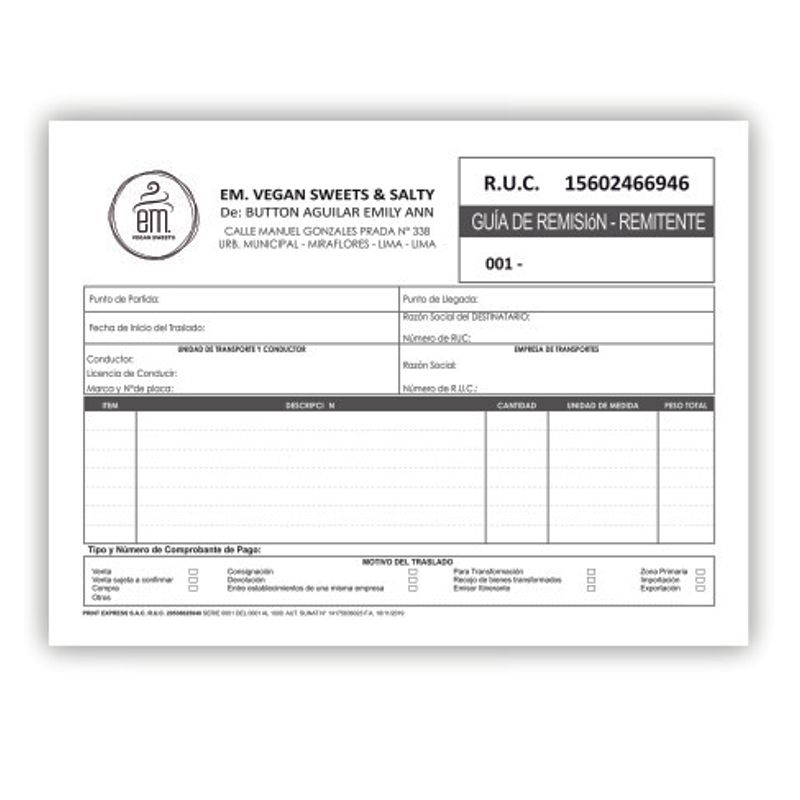 em.
VEGAN SWEETS
EM. VEGAN SWEETS & SALTY
De: BUTTON AGUILAR EMILY ANN
CALLE MANUEL GONZALES PRADA N° 338
URB. MUNICIPAL - MIRAFLORES - LIMA - LIMA
R.U.C. 15602466946
GUÍA DE REMISIóN - REMITENTE
001 -
Punto de Partida: Punto de Llegada:
Fecha de Inicio del Traslado: Razón Social del DESTINATARIO:
Número de RUC:
UNIDAD DE TRANSPORTE Y CONDUCTOR EMPRESA DE TRANSPORTES
Conductor:
Licencia de Conducir: Razón Social:
Marca y N°de placa: Número de R.U.C.:
ITEM DESCRIPCI N CANTIDAD UNIDAD DE MEDIDA PESO TOTAL
Tipo y Número de Comprobante de Pago:
MOTIVO DEL TRASLADO
Venta Consignación Para Transformación Zona Primaria
Venta sujeta a confirmar Devolución Recojo de bienes transformados Importación
Compra Entre establecimientos de una misma empresa Emisor Itinerante Exportación
Otros
PRINT EXPRESS S.A.C. R.U.C. SERIE 0001 DEL 0001 AL 1000 AUT. SUNAT N° F.A. 18/11/2019